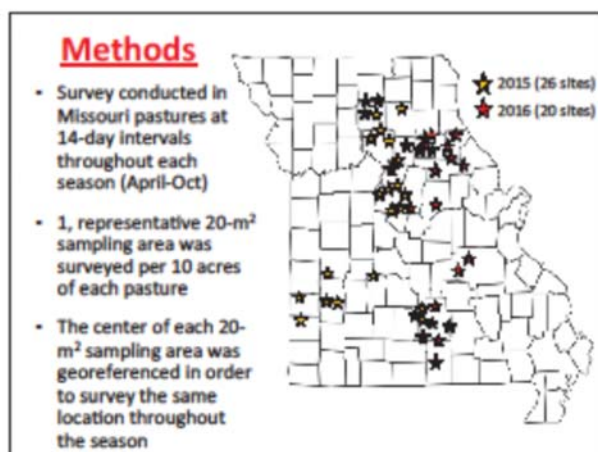 Methods
• Survey conducted in
Missouri pastures at
14-day intervals
throughout each
season (April-Oct)
• 1, representative 20-m²
sampling area was
surveyed per 10 acres
of each pasture
• The center of each 20-
m² sampling area was
georeferenced in order
to survey the same
location throughout
the season
2015 (26 sites)
2016 (20 sites)